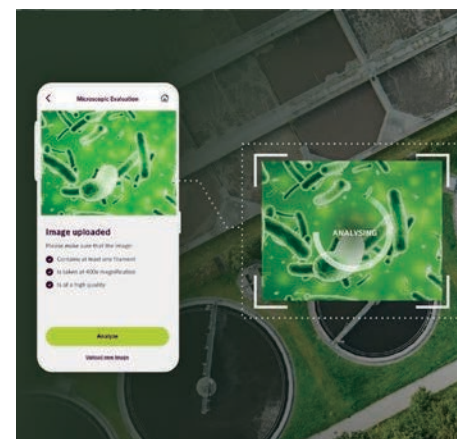 Microscopic Evaluation
Image uploaded
Please make sure that the image:
Contains at least one filament
Is taken at 400x magnification
Is of a high quality
Analyze
Upload new image
ANALYSING